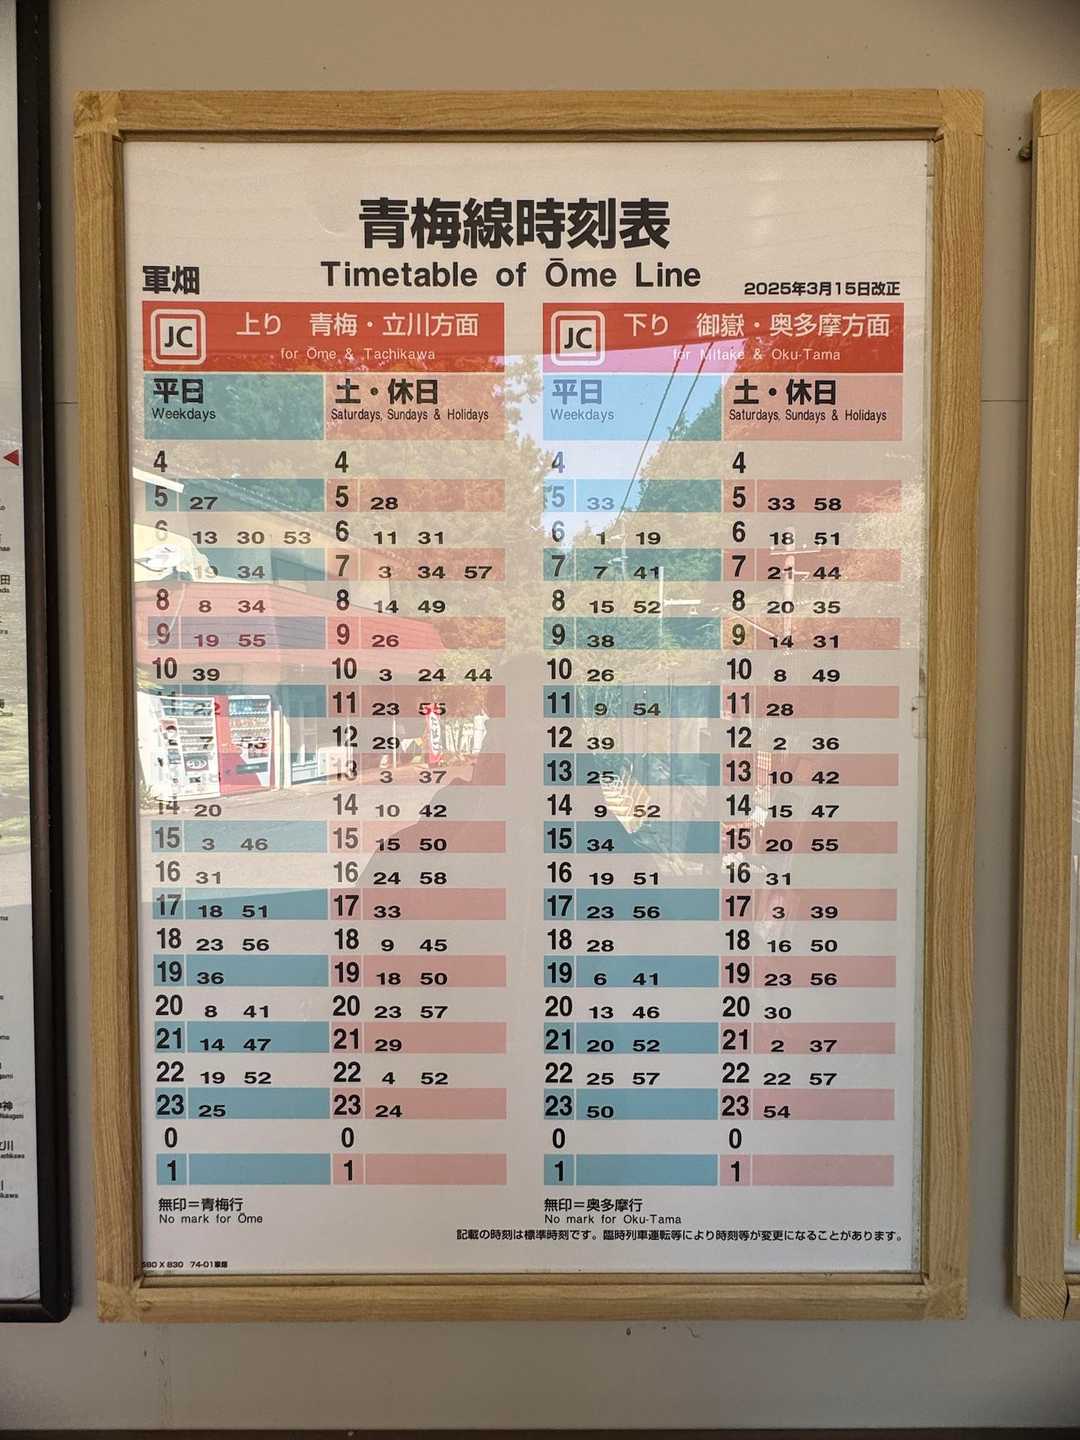 青梅線時刻表
Timetable of Ōme Line
軍畑
2025年3月15日改正
JC 上り 青梅・立川方面
for Ōme & Tachikawa
平日 土・休日
Weekdays Saturdays, Sundays & Holidays
4 4
5 27 5 28
6 13 30 53 6 11 31
19 34 7 3 34 57
8 8 34 8 14 49
9 19 55 9 26
10 39 10 3 24 44
11 22 11 23 55
7 53 12 29
13 3 37
14 20 14 10 42
15 3 46 15 15 50
16 31 16 24 58
17 18 51 17 33
18 23 56 18 9 45
19 36 19 18 50
20 8 41 20 23 57
21 14 47 21 29
22 19 52 22 4 52
23 25 23 24
0 0
1 1
無印=青梅行
No mark for Ōme
JC 下り 御嶽・奥多摩方面
for Mitake & Oku-Tama
平日 土・休日
Weekdays Saturdays, Sundays & Holidays
4 4
5 33 5 33 58
6 1 19 6 18 51
7 7 41 7 21 44
8 15 52 8 20 35
9 38 9 14 31
10 26 10 8 49
11 9 54 11 28
12 39 12 2 36
13 25 13 10 42
14 9 52 14 15 47
15 34 15 20 55
16 19 51 16 31
17 23 56 17 3 39
18 28 18 16 50
19 6 41 19 23 56
20 13 46 20 30
21 20 52 21 2 37
22 25 57 22 22 57
23 50 23 54
0 0
1 1
無印=奥多摩行
No mark for Oku-Tama
記載の時刻は標準時刻です。臨時列車運転等により時刻等が変更になることがあります。
580 X 830 74-01軍畑